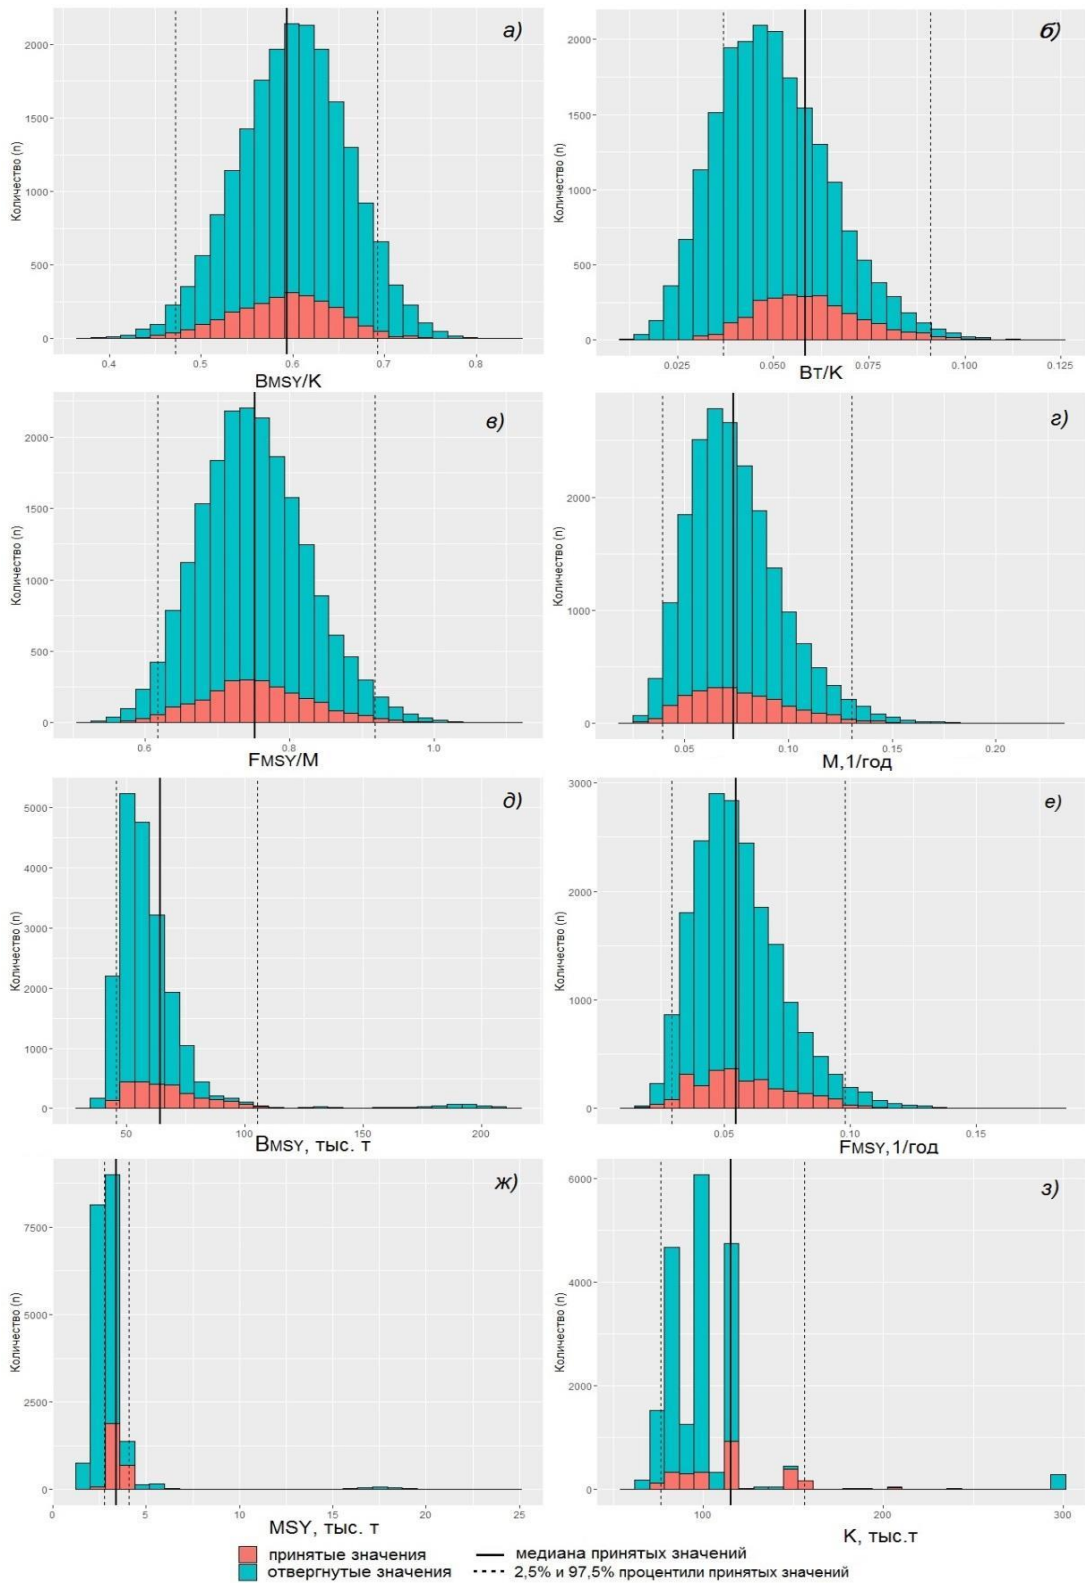 а)
Количество (n)
2000
1500
1000
500
0
0.4 0.5 0.6 0.7 0.8
BMSY/K
б)
Количество (n)
2000
1500
1000
500
0
0.025 0.050 0.075 0.100 0.125
BT/K
в)
Количество (n)
2000
1500
1000
500
0
0.6 0.8 1.0
FMSY/M
г)
Количество (n)
2000
1000
0
0.05 0.10 0.15 0.20
M,1/год
д)
Количество (n)
5000
4000
3000
2000
1000
0
50 100 150 200
BMSY, тыс. т
е)
Количество (n)
3000
2000
1000
0
0.05 0.10 0.15
FMSY,1/год
ж)
Количество (n)
7500
5000
2500
0
0 5 10 15 20 25
MSY, тыс. т
з)
Количество (n)
6000
4000
2000
0
100 200 300
K, тыс.т
принятые значения
медиана принятых значений
отвергнутые значения
2,5% и 97,5% процентили принятых значений